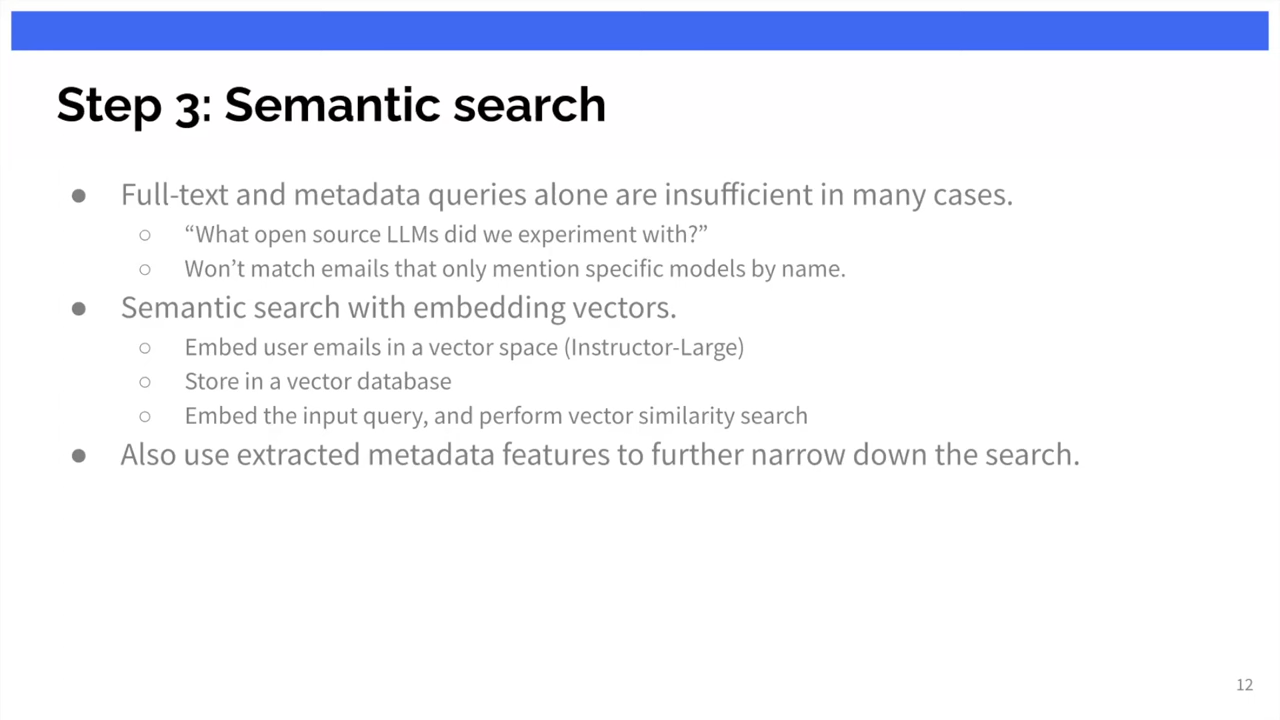 Step 3: Semantic search
● Full-text and metadata queries alone are insufficient in many cases.
○ “What open source LLMs did we experiment with?”
○ Won’t match emails that only mention specific models by name.
● Semantic search with embedding vectors.
○ Embed user emails in a vector space (Instructor-Large)
○ Store in a vector database
○ Embed the input query, and perform vector similarity search
● Also use extracted metadata features to further narrow down the search.
12